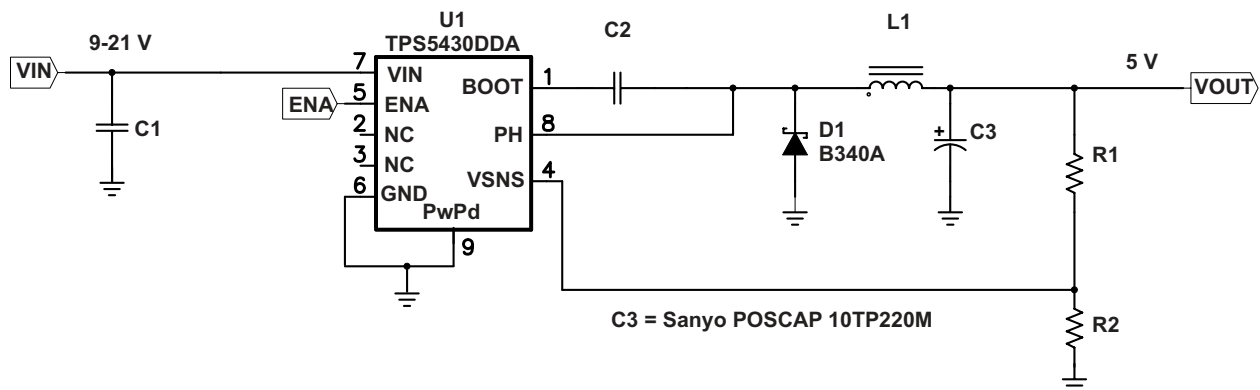 U1
TPS5430DDA
C2
L1
9-21 V
5 V
VIN
7
VIN
BOOT
1
VOUT
ENA
5
ENA
C1
2
NC
PH
8
D1
B340A
+
C3
R1
3
NC
VSNS
4
6
GND
PwPd
9
C3 = Sanyo POSCAP 10TP220M
R2